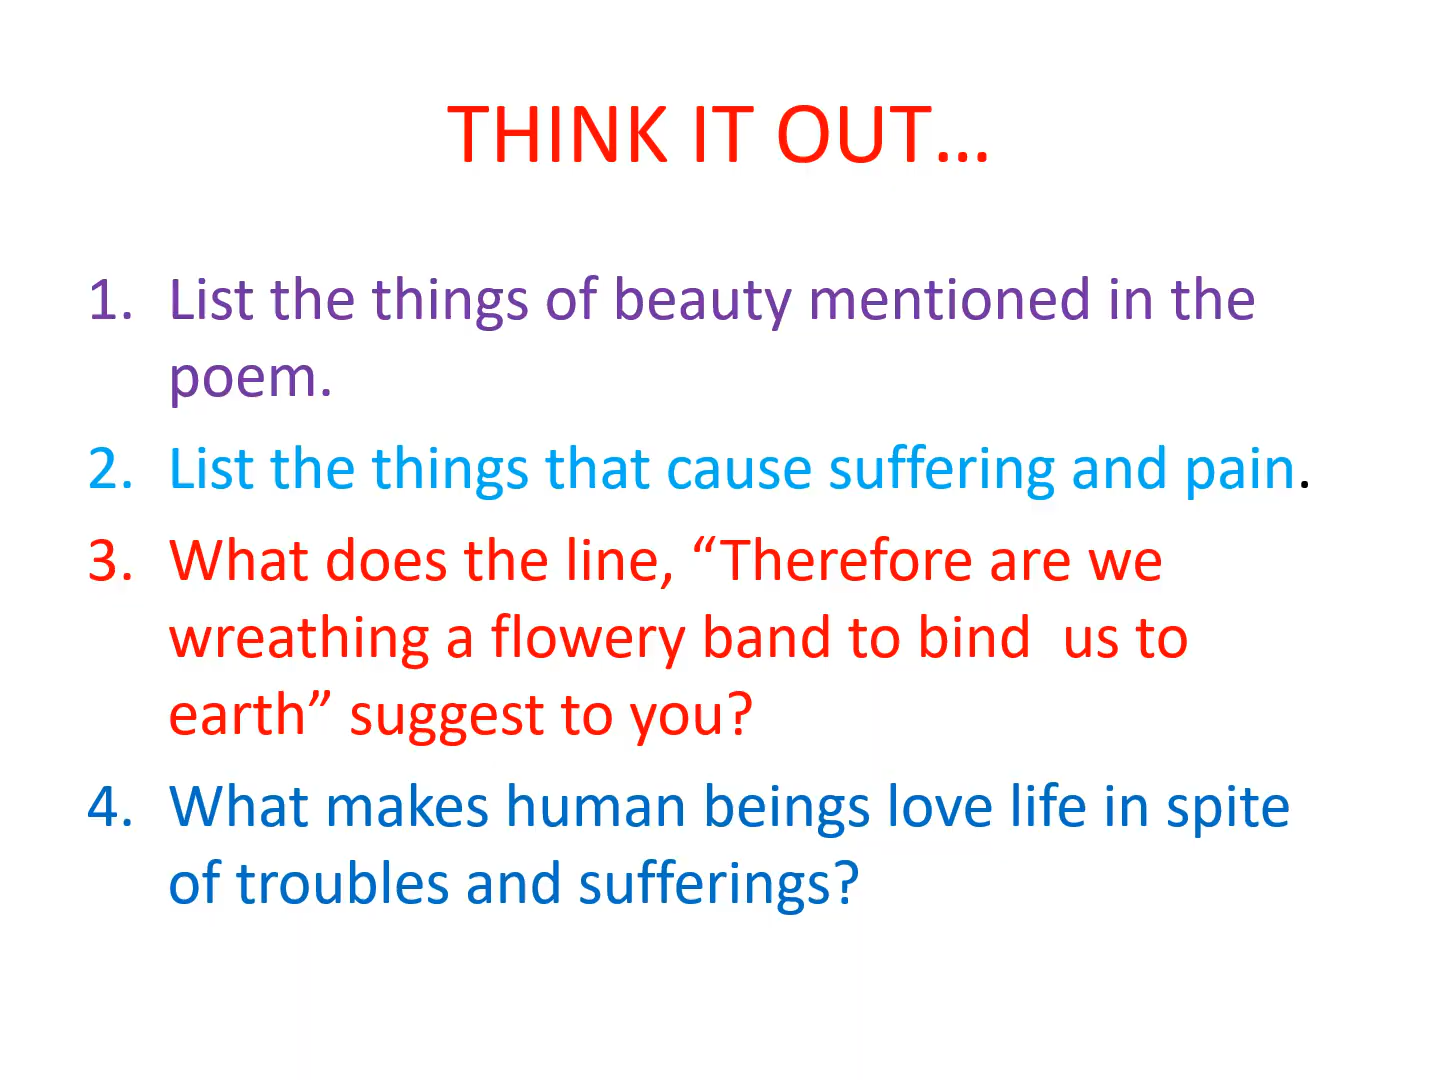 THINK IT OUT...
1. List the things of beauty mentioned in the
poem.
2. List the things that cause suffering and pain.
3. What does the line, “Therefore are we
wreathing a flowery band to bind  us to
earth” suggest to you?
4. What makes human beings love life in spite
of troubles and sufferings?